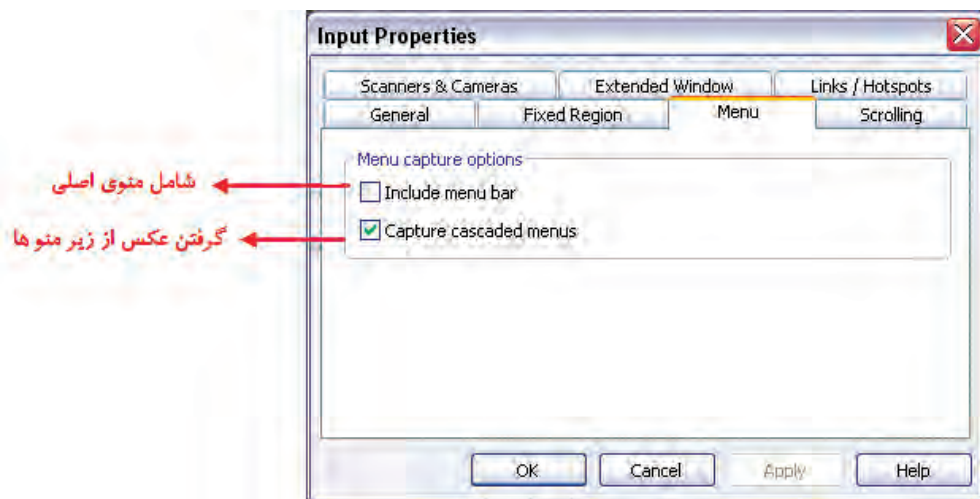 Input Properties
Scanners & Cameras Extended Window Links / Hotspots
General Fixed Region Menu Scrolling
Menu capture options
Include menu bar
شامل منوی اصلی
Capture cascaded menus
گرفتن عکس از زیر منو ها
OK Cancel Apply Help